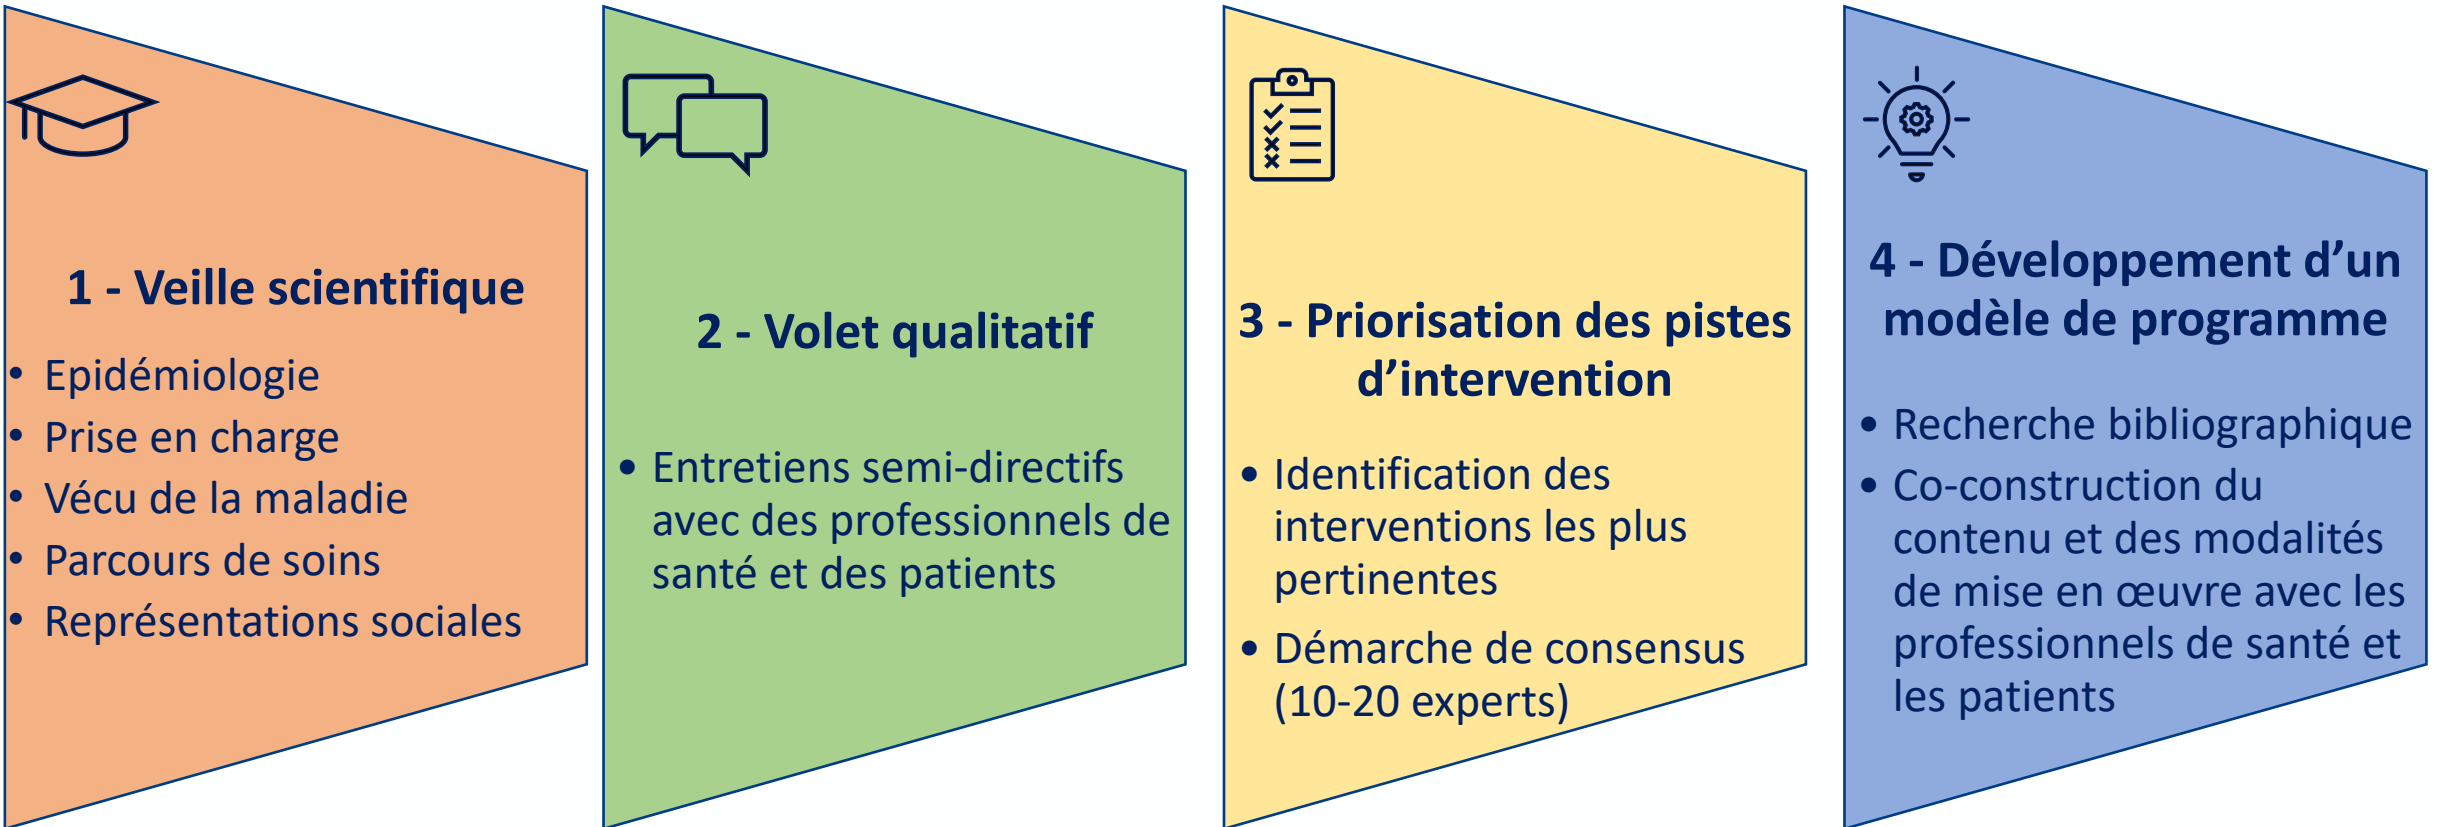 1 - Veille scientifique
• Epidémiologie
• Prise en charge
• Vécu de la maladie
• Parcours de soins
• Représentations sociales
2 - Volet qualitatif
• Entretiens semi-directifs
avec des professionnels de
santé et des patients
3 - Priorisation des pistes
d’intervention
• Identification des
interventions les plus
pertinentes
• Démarche de consensus
(10-20 experts)
4 - Développement d’un
modèle de programme
• Recherche bibliographique
• Co-construction du
contenu et des modalités
de mise en œuvre avec les
professionnels de santé et
les patients